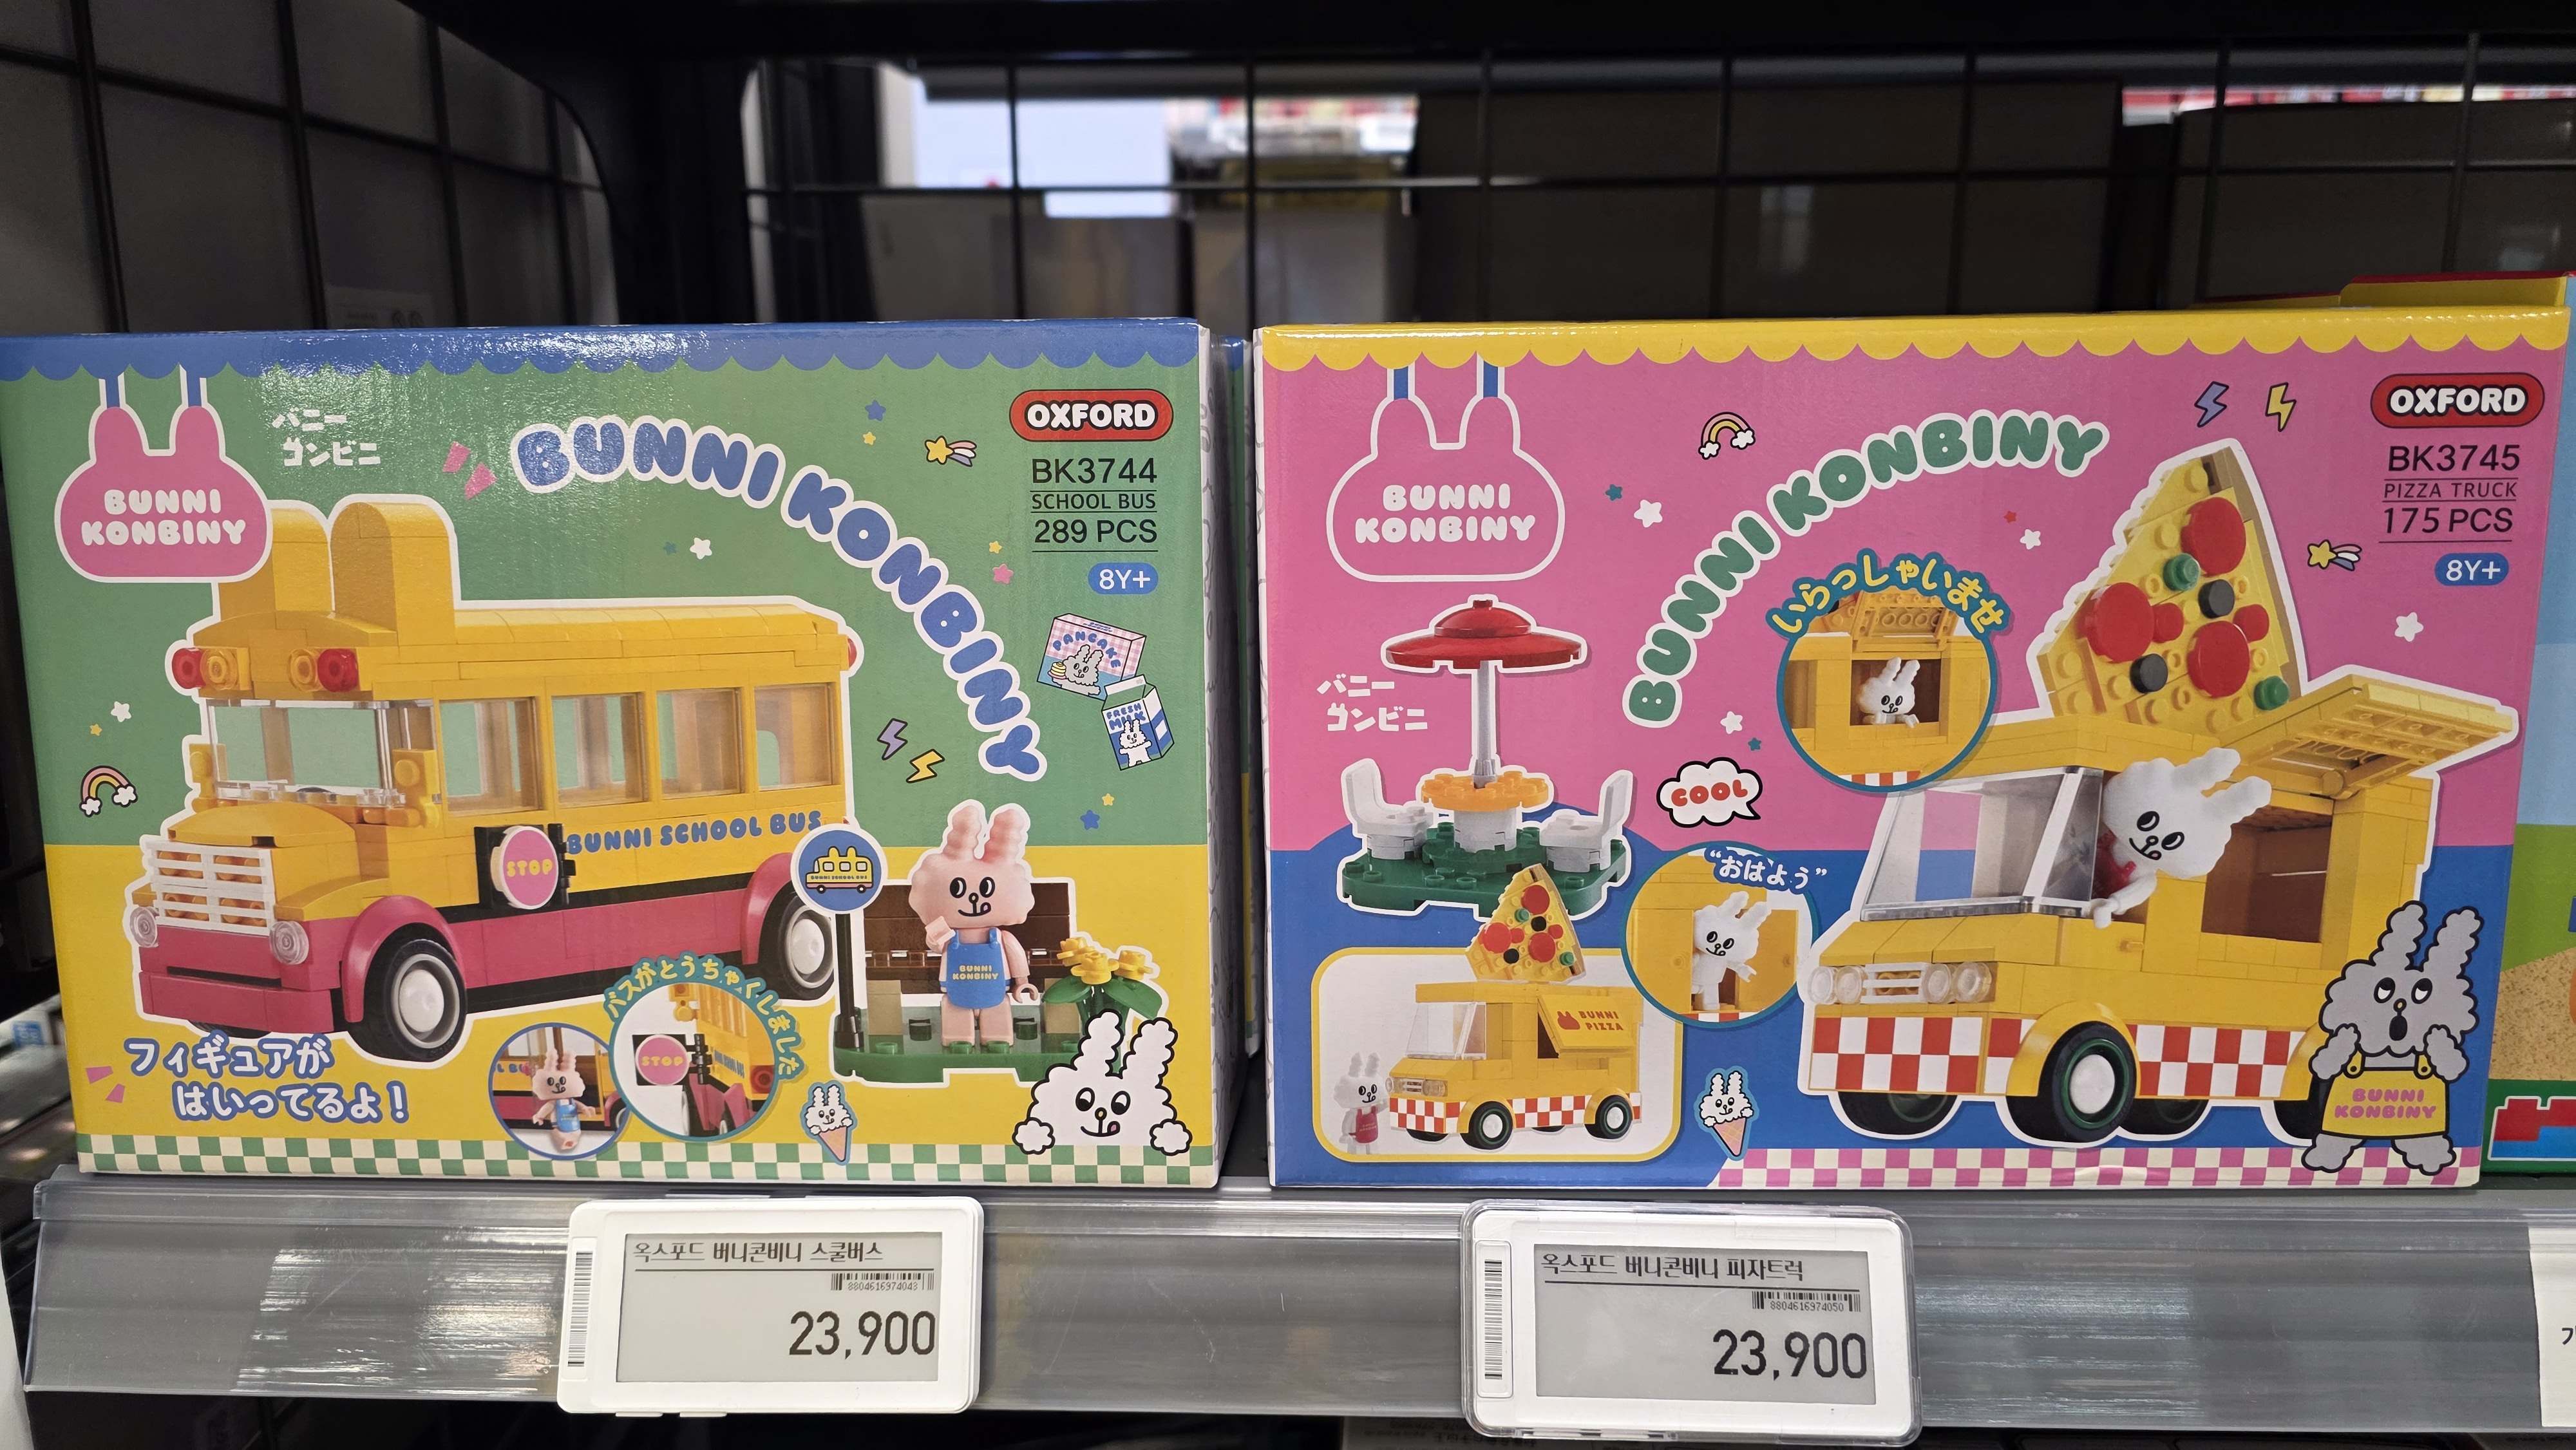 バニー
コンビニ
BUNNI KONBINY
OXFORD
BK3744
SCHOOL BUS
289 PCS
8Y+
BUNNI
KONBINY
PANCAKE
FRESH
MILK
STOP
BUNNI SCHOOL BUS
BUNNI SCHOOL BUS
BUNNI
KONBINY
バスがとうちゃくしました
STOP
フィギュアが
はいってるよ!
BUNNI
KONBINY
BUNNI KONBINY
OXFORD
BK3745
PIZZA TRUCK
175 PCS
8Y+
いらっしゃいませ
バニー
コンビニ
COOL
"おはよう"
BUNNI
PIZZA
BUNNI
KONBINY
옥스포드 버니콘비니 스쿨버스
8804616974043
23,900
옥스포드 버니콘비니 피자트럭
8804616974050
23,900